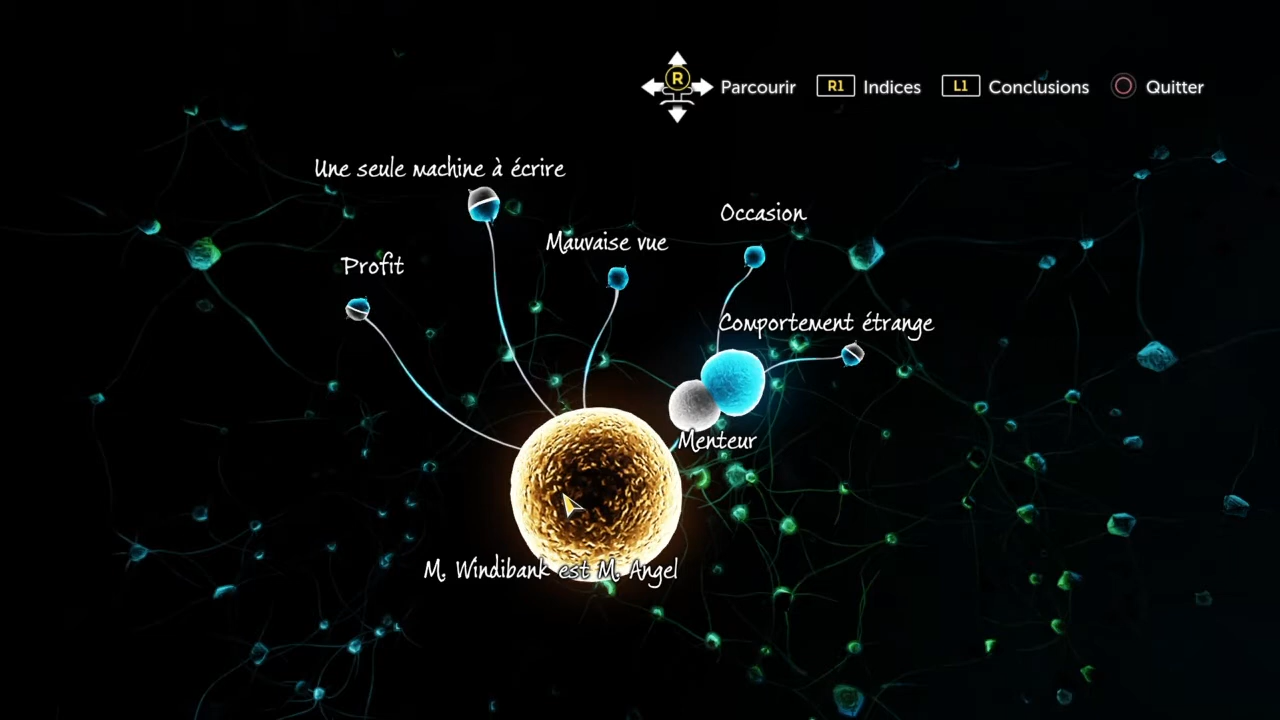 R Parcourir R1 Indices L1 Conclusions Quitter
Une seule machine à écrire
Occasion
Mauvaise vue
Profit
Comportement étrange
Menteur
M. Windibank est M. Angel